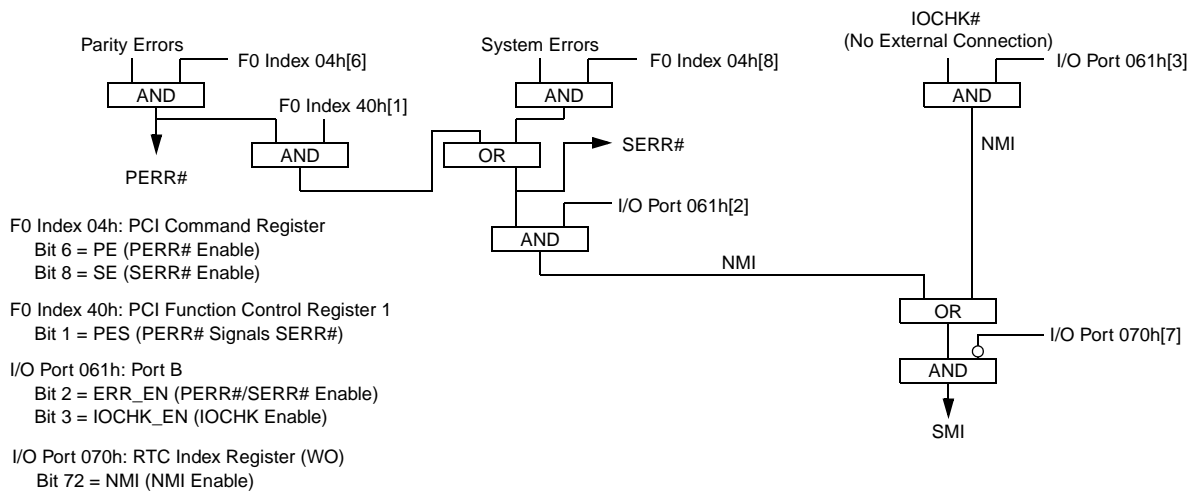 IOCHK#
(No External Connection)
Parity Errors
System Errors
F0 Index 04h[6]
F0 Index 04h[8]
I/O Port 061h[3]
AND
AND
AND
F0 Index 40h[1]
AND
OR
SERR#
NMI
PERR#
I/O Port 061h[2]
F0 Index 04h: PCI Command Register
Bit 6 = PE (PERR# Enable)
Bit 8 = SE (SERR# Enable)
AND
NMI
F0 Index 40h: PCI Function Control Register 1
Bit 1 = PES (PERR# Signals SERR#)
OR
I/O Port 070h[7]
I/O Port 061h: Port B
Bit 2 = ERR_EN (PERR#/SERR# Enable)
Bit 3 = IOCHK_EN (IOCHK Enable)
AND
SMI
I/O Port 070h: RTC Index Register (WO)
Bit 72 = NMI (NMI Enable)